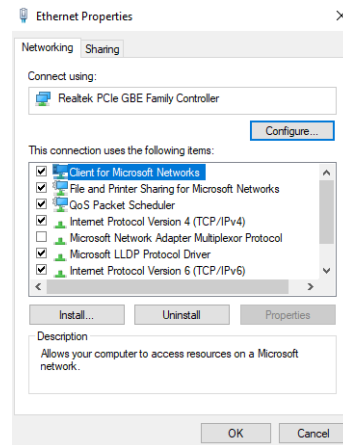 Ethernet Properties
Networking Sharing
Connect using:
Realtek PCIe GBE Family Controller
Configure...
This connection uses the following items:
Client for Microsoft Networks
File and Printer Sharing for Microsoft Networks
QoS Packet Scheduler
Internet Protocol Version 4 (TCP/IPv4)
Microsoft Network Adapter Multiplexor Protocol
Microsoft LLDP Protocol Driver
Internet Protocol Version 6 (TCP/IPv6)
Install... Uninstall Properties
Description
Allows your computer to access resources on a Microsoft
network.
OK Cancel